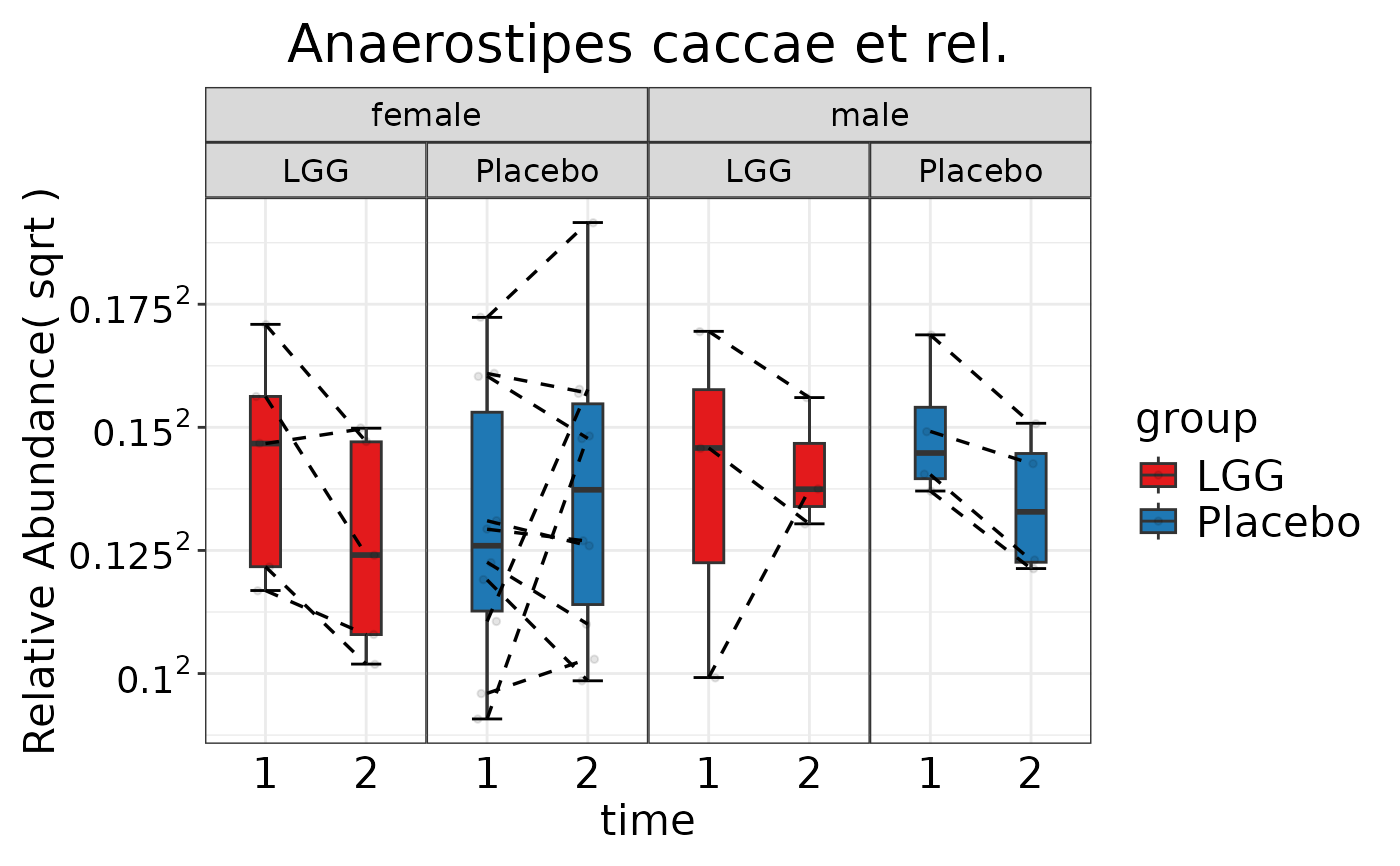 Anaerostipes caccae et rel.
female
male
LGG
Placebo
LGG
Placebo
Relative Abundance( sqrt )
0.175²
0.15²
0.125²
0.1²
1 2 1 2 1 2 1 2
time
group
LGG
Placebo